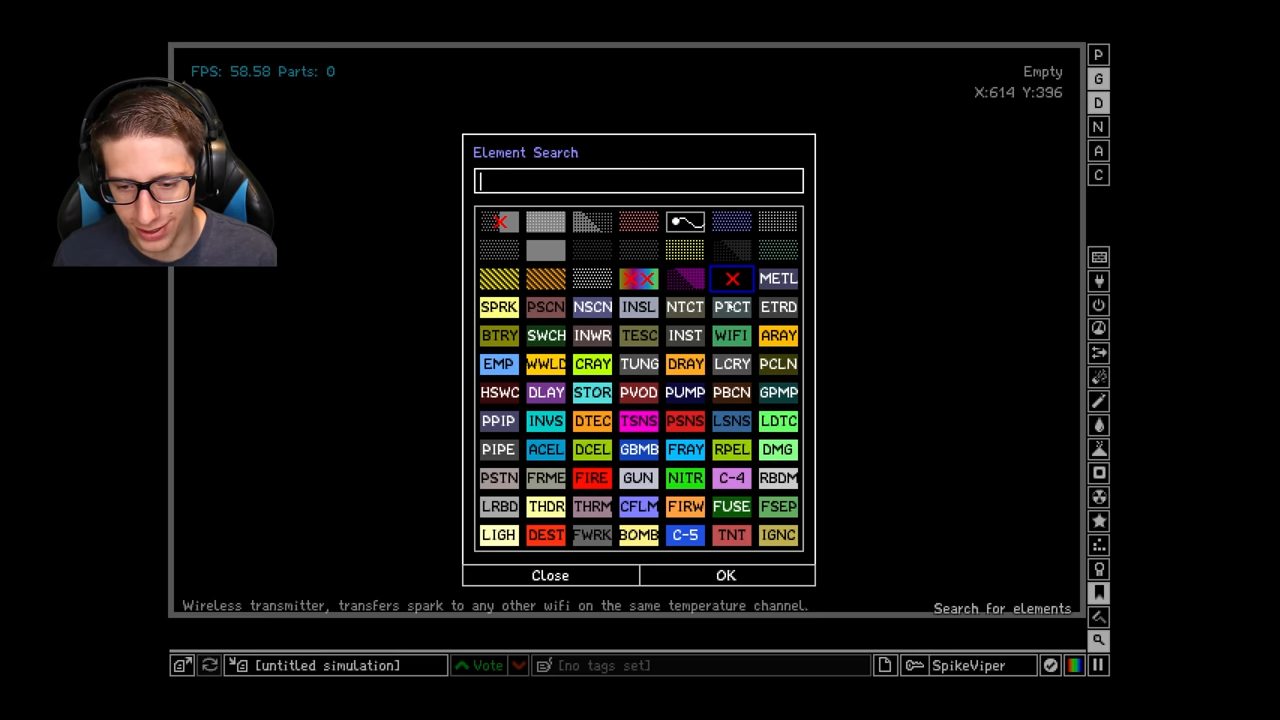 FPS: 58.58 Parts: 0
Empty
X:614 Y:396
P
G
D
N
A
C
Element Search
METL
SPRK PSCN NSCN INSL NTCT PTCT ETRD
BTRY SWCH INWR TESC INST WIFI ARAY
EMP WWLD CRAY TUNG DRAY LCRY PCLN
HSWC DLAY STOR PVOD PUMP PBCN GPMP
PPIP INVS DTEC TSNS PSNS LSNS LDTC
PIPE ACEL DCEL GBMB FRAY RPEL DMG
PSTN FRME FIRE GUN NITR C-4 RBDM
LRBD THDR THRM CFLM FIRW FUSE FSEP
LIGH DEST FWRK BOMB C-5 TNT IGNC
Close OK
Wireless transmitter, transfers spark to any other wifi on the same temperature channel.
Search for elements
[untitled simulation] Vote [no tags set] SpikeViper